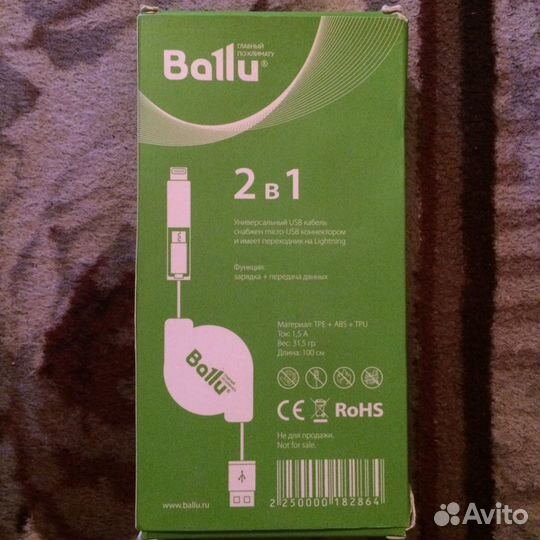 Ballu®
ГЛАВНЫЙ
ПО КЛИМАТУ
2 в 1
Универсальный USB кабель
снабжен micro-USB коннектором
и имеет переходник на Lightning
Функция:
зарядка + передача данных
Материал: TPE + ABS + TPU
Ток: 1,5 А
Вес: 31,5 гр
Длина: 100 см
Ballu®
CE RoHS
Не для продажи.
Not for sale.
www.ballu.ru
2 250000 182864
Avito